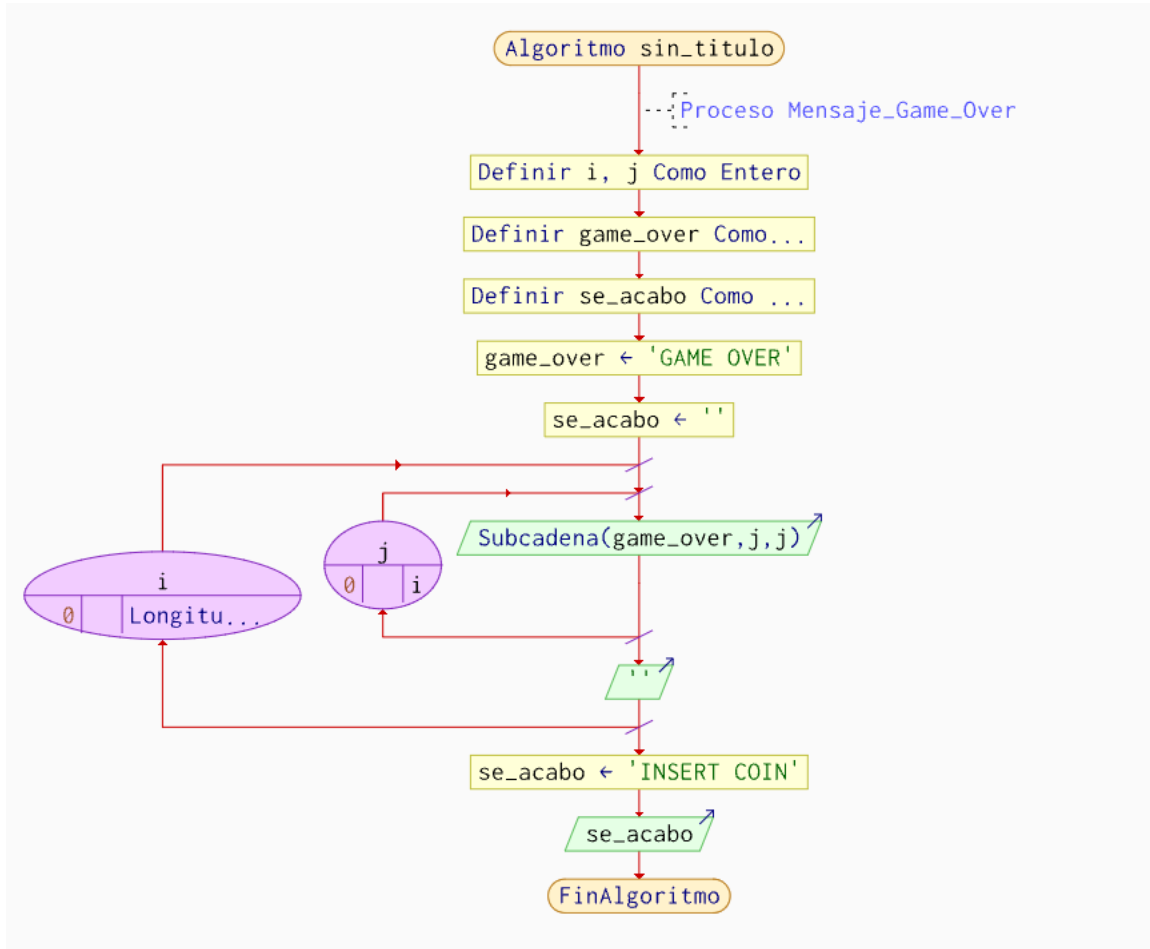 Algoritmo sin_titulo
Proceso Mensaje_Game_Over
Definir i, j Como Entero
Definir game_over Como...
Definir se_acabo Como ...
game_over ← 'GAME OVER'
se_acabo ← ''
Subcadena(game_over,j,j)
j
0 i
i
0 Longitu...
''
se_acabo ← 'INSERT COIN'
se_acabo
FinAlgoritmo